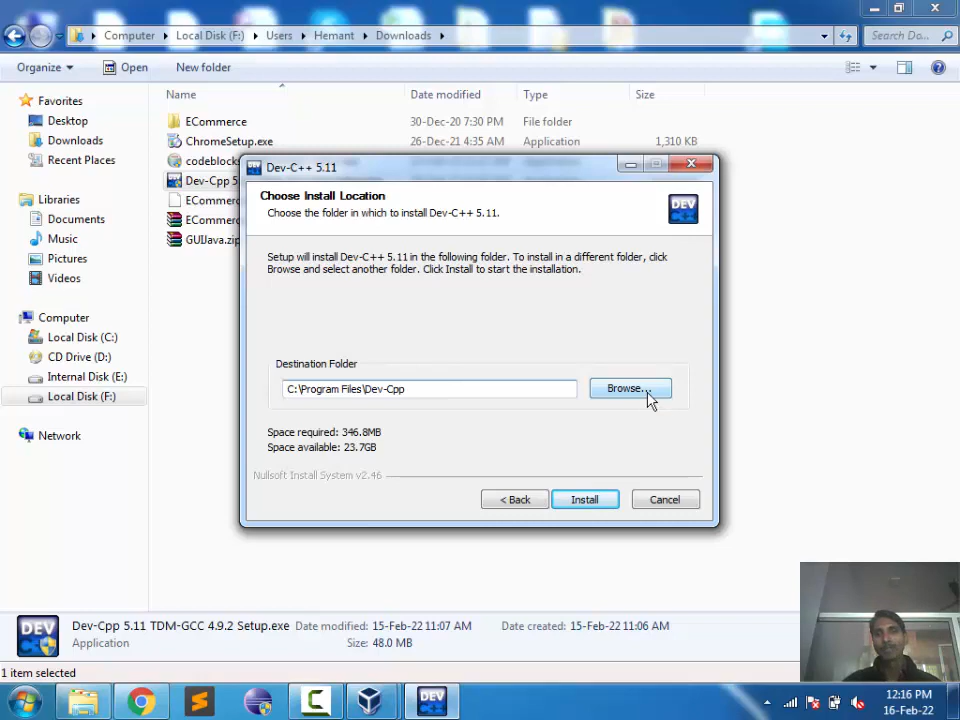 Computer Local Disk (F:) Users Hemant Downloads
Search Do...
Organize Open New folder
Name Date modified Type Size
Favorites
Desktop
Downloads
Recent Places
Libraries
Documents
Music
Pictures
Videos
Computer
Local Disk (C:)
CD Drive (D:)
Internal Disk (E:)
Local Disk (F:)
Network
ECommerce 30-Dec-20 7:30 PM File folder
ChromeSetup.exe 26-Dec-21 4:35 AM Application 1,310 KB
codeblock
Dev-Cpp 5
ECommer
ECommer
GUIJava.zip
Dev-C++ 5.11
Choose Install Location
Choose the folder in which to install Dev-C++ 5.11.
DEV
C++
Setup will install Dev-C++ 5.11 in the following folder. To install in a different folder, click
Browse and select another folder. Click Install to start the installation.
Destination Folder
C:\Program Files\Dev-Cpp
Browse...
Space required: 346.8MB
Space available: 23.7GB
Nullsoft Install System v2.46
< Back Install Cancel
DEV
Dev-Cpp 5.11 TDM-GCC 4.9.2 Setup.exe Date modified: 15-Feb-22 11:07 AM Date created: 15-Feb-22 11:06 AM
Application Size: 48.0 MB
1 item selected
DEV
C++
12:16 PM
16-Feb-22